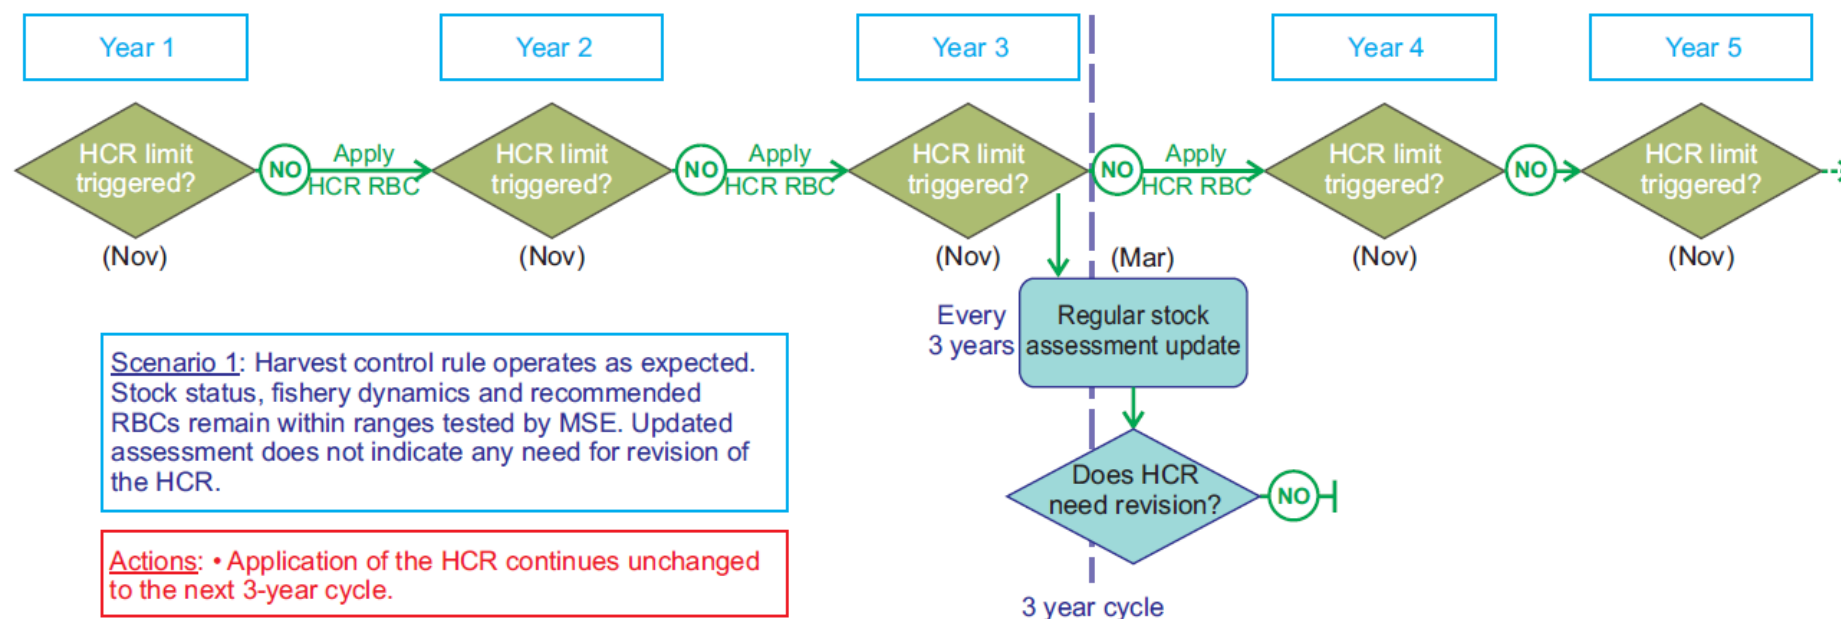 Year 1
Year 2
Year 3
Year 4
Year 5
HCR limit
triggered?
NO
Apply
HCR RBC
HCR limit
triggered?
NO
Apply
HCR RBC
HCR limit
triggered?
NO
Apply
HCR RBC
HCR limit
triggered?
NO
HCR limit
triggered?
(Nov)
(Nov)
(Nov)
(Mar)
(Nov)
(Nov)
Every
3 years
Regular stock
assessment update
Scenario 1: Harvest control rule operates as expected.
Stock status, fishery dynamics and recommended
RBCs remain within ranges tested by MSE. Updated
assessment does not indicate any need for revision of
the HCR.
Does HCR
need revision?
NO
Actions: • Application of the HCR continues unchanged
to the next 3-year cycle.
3 year cycle